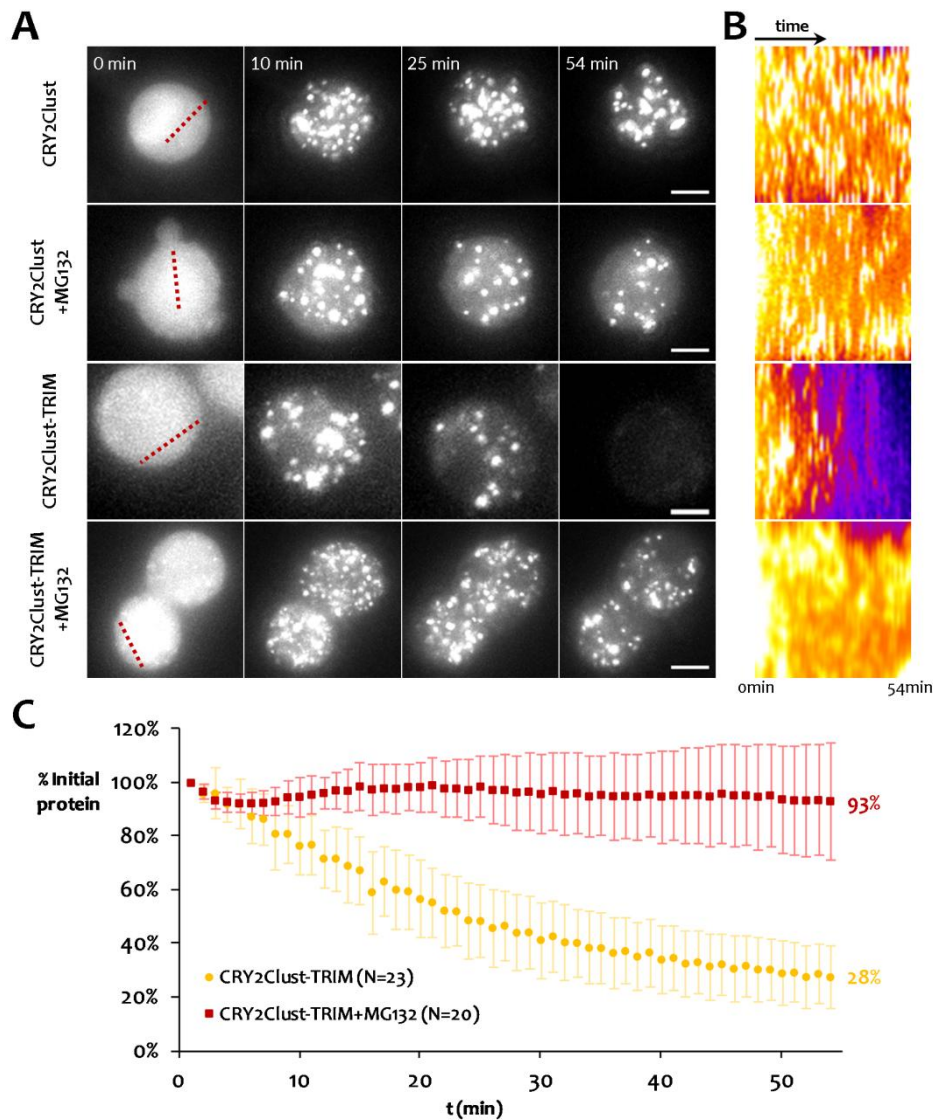 A
B
time
0 min
10 min
25 min
54 min
CRY2Clust
CRY2Clust
+MG132
CRY2Clust-TRIM
CRY2Clust-TRIM
+MG132
0min
54min
C
% Initial
protein
120%
100%
80%
60%
40%
20%
0%
93%
28%
CRY2Clust-TRIM (N=23)
CRY2Clust-TRIM+MG132 (N=20)
0
10
20
30
40
50
t (min)